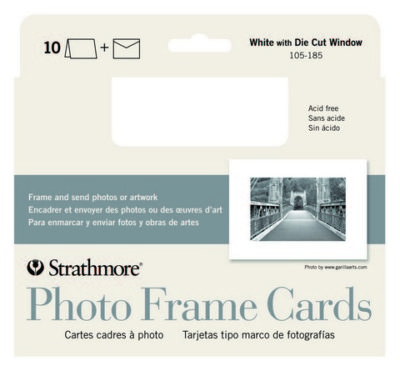 10 +
White with Die Cut Window
105-185
Acid free
Sans acide
Sin ácido
Frame and send photos or artwork
Encadrer et envoyer des photos ou des œuvres d'art
Para enmarcar y enviar fotos y obras de artes
Photo by www.garillaarts.com
Strathmore®
Photo Frame Cards
Cartes cadres à photo Tarjetas tipo marco de fotografías